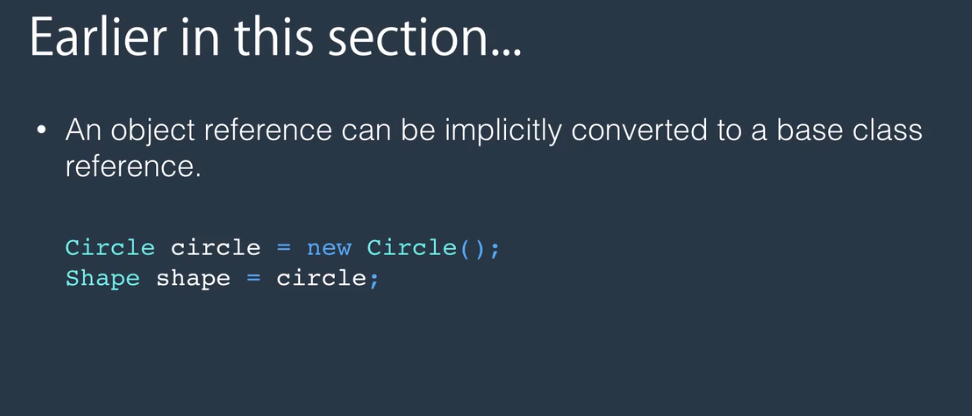 Earlier in this section...
• An object reference can be implicitly converted to a base class
reference.
Circle circle = new Circle();
Shape shape = circle;